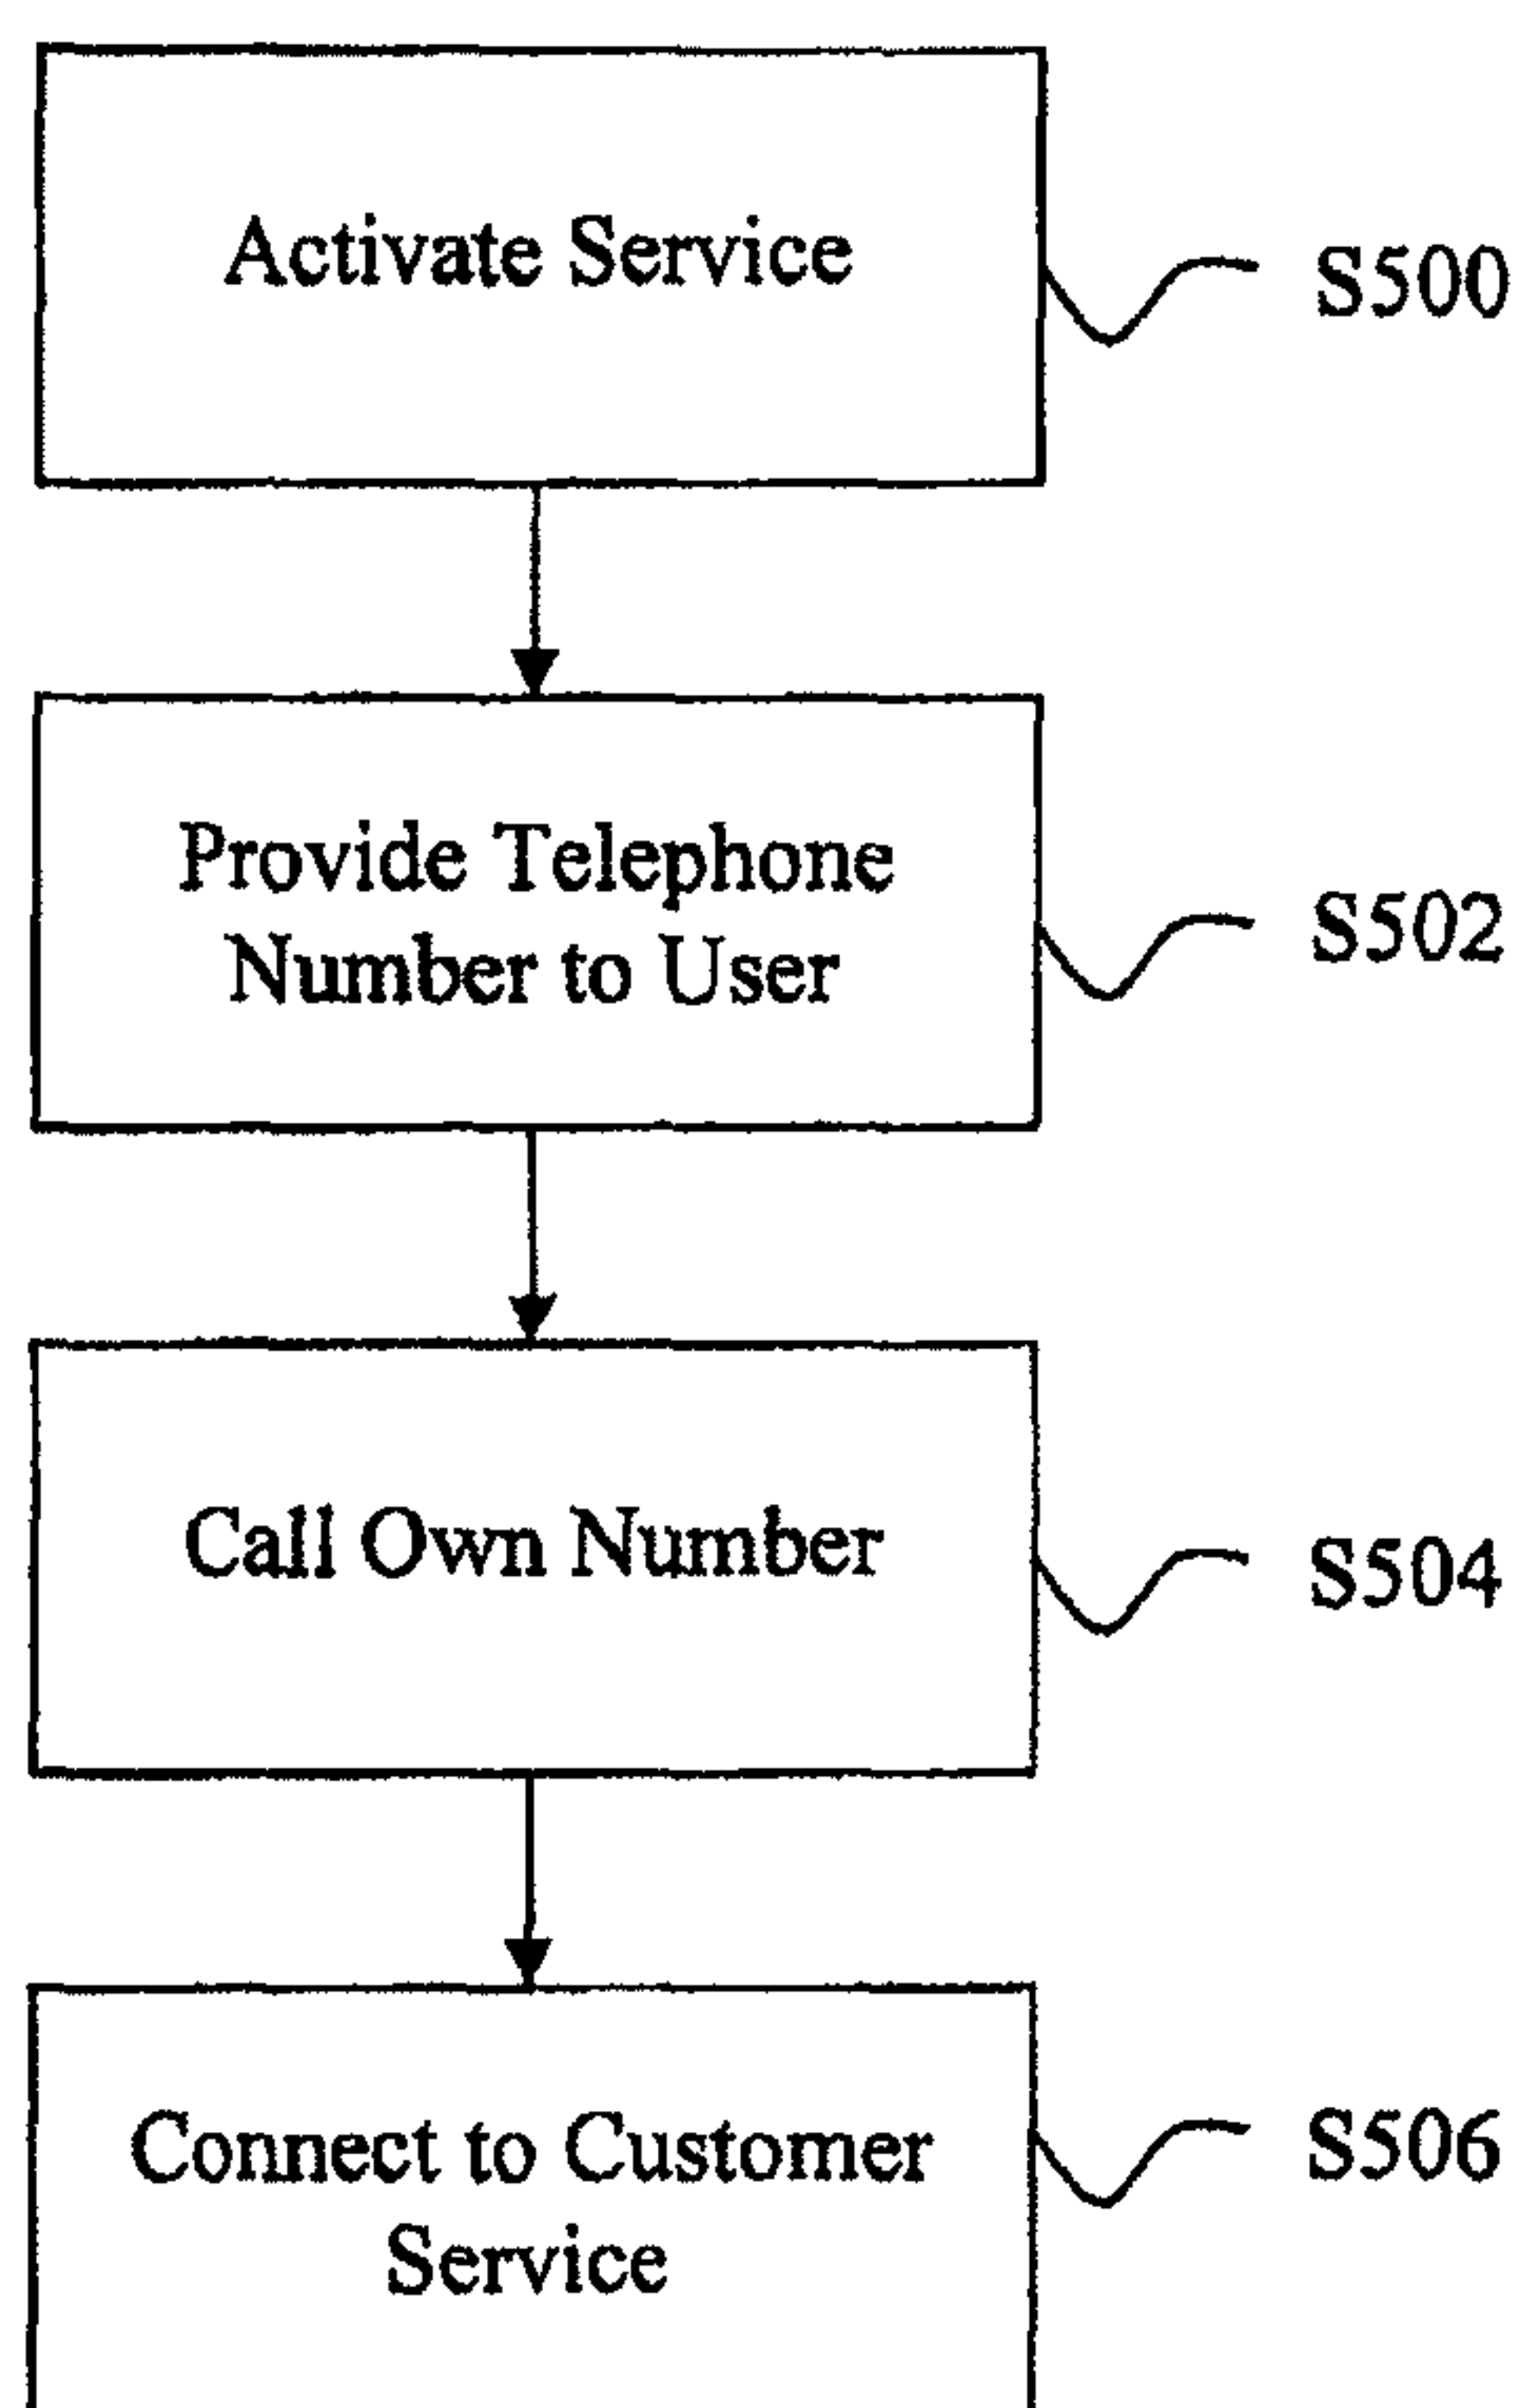 Activate Service
S500
Provide Telephone
Number to User
S502
Call Own Number
S504
Connect to Customer
Service
S506